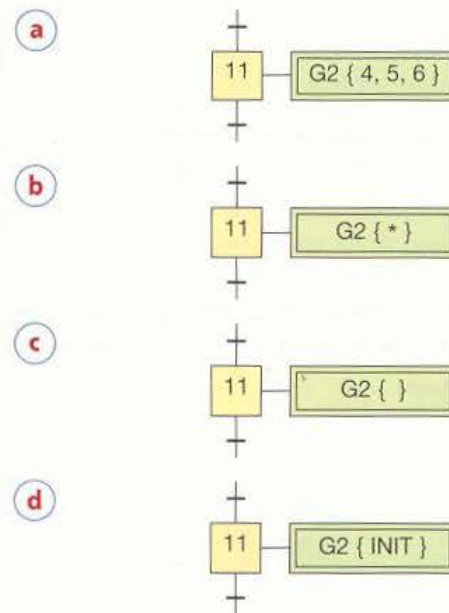 a
11 G2 { 4, 5, 6 }
b
11 G2 { * }
c
11 G2 { }
d
11 G2 { INIT }